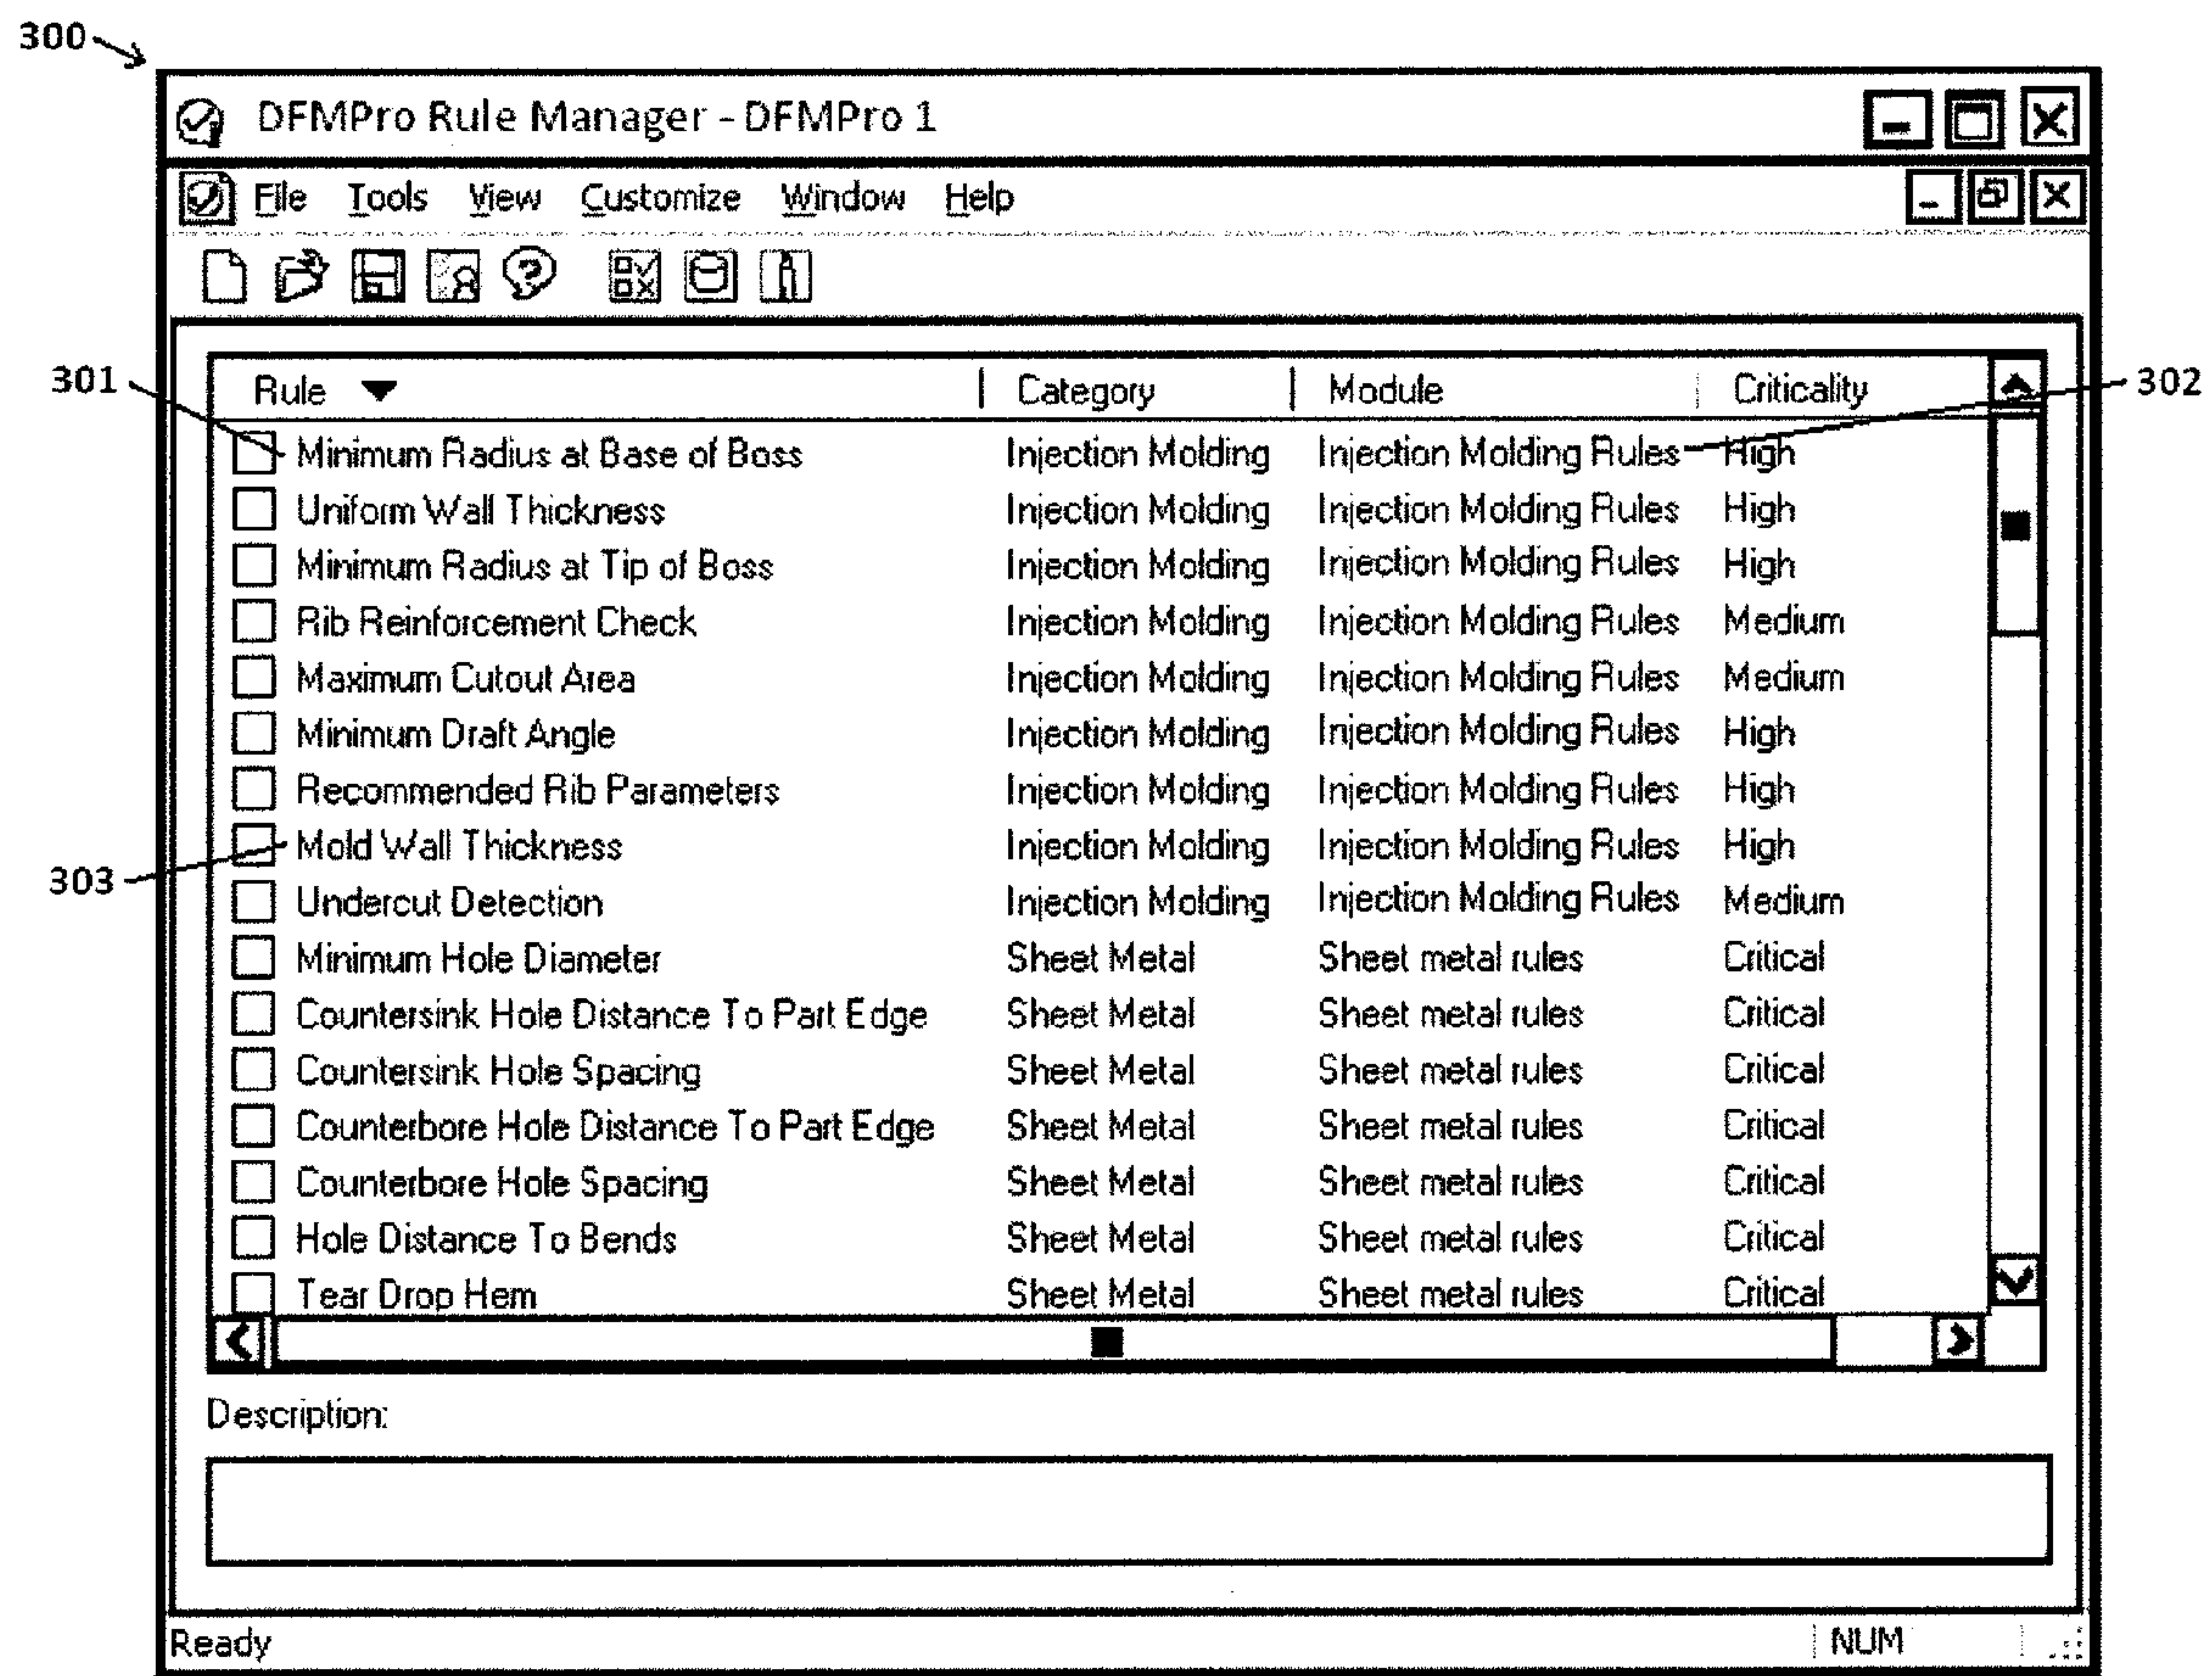 300
DFMPro Rule Manager - DFMPro 1
File Tools View Customize Window Help
301 Rule Category Module Criticality 302
Minimum Radius at Base of Boss Injection Molding Injection Molding Rules High
Uniform Wall Thickness Injection Molding Injection Molding Rules High
Minimum Radius at Tip of Boss Injection Molding Injection Molding Rules High
Rib Reinforcement Check Injection Molding Injection Molding Rules Medium
Maximum Cutout Area Injection Molding Injection Molding Rules Medium
Minimum Draft Angle Injection Molding Injection Molding Rules High
Recommended Rib Parameters Injection Molding Injection Molding Rules High
Mold Wall Thickness Injection Molding Injection Molding Rules High
303
Undercut Detection Injection Molding Injection Molding Rules Medium
Minimum Hole Diameter Sheet Metal Sheet metal rules Critical
Countersink Hole Distance To Part Edge Sheet Metal Sheet metal rules Critical
Countersink Hole Spacing Sheet Metal Sheet metal rules Critical
Counterbore Hole Distance To Part Edge Sheet Metal Sheet metal rules Critical
Counterbore Hole Spacing Sheet Metal Sheet metal rules Critical
Hole Distance To Bends Sheet Metal Sheet metal rules Critical
Tear Drop Hem Sheet Metal Sheet metal rules Critical
Description:
Ready NUM